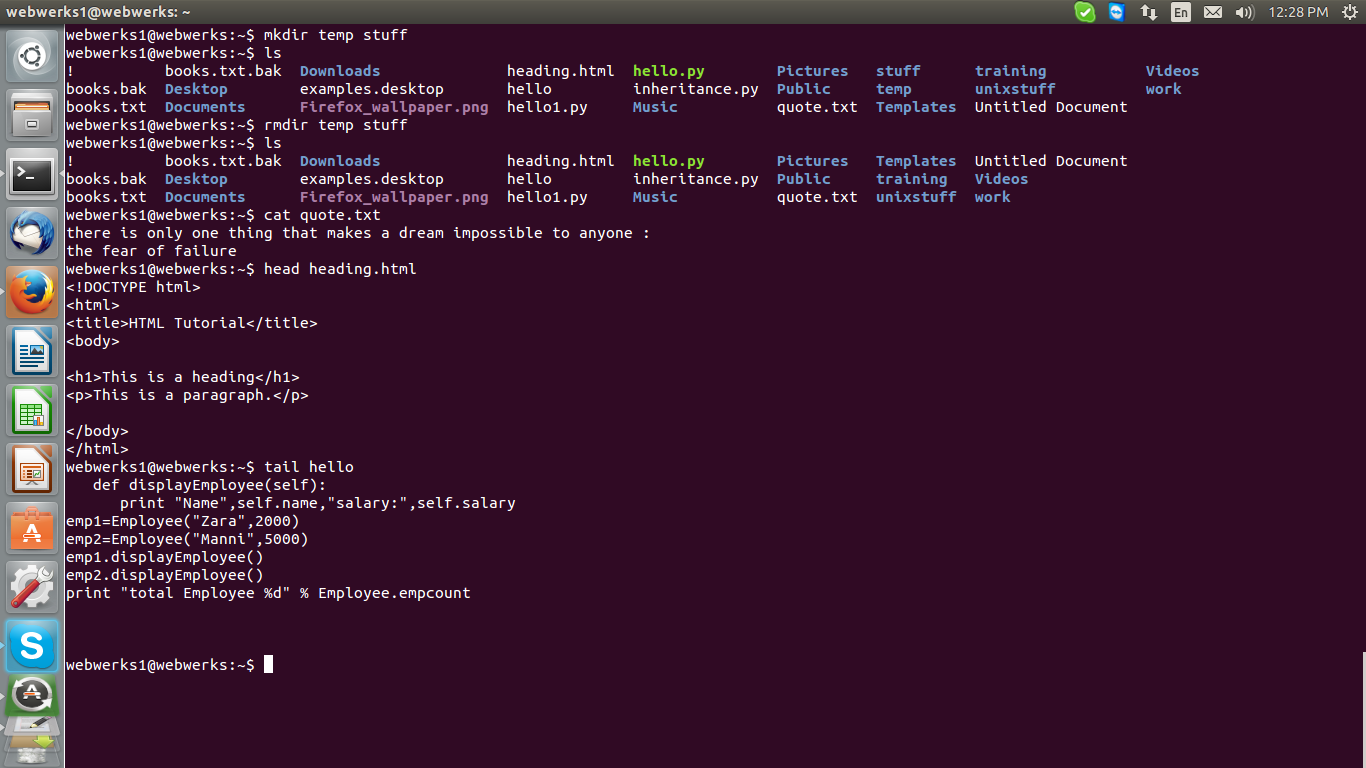 webwerks1@webwerks: ~ En 12:28 PM
webwerks1@webwerks:~$ mkdir temp stuff
webwerks1@webwerks:~$ ls
! books.txt.bak Downloads heading.html hello.py Pictures stuff training Videos
books.bak Desktop examples.desktop hello inheritance.py Public temp unixstuff work
books.txt Documents Firefox_wallpaper.png hello1.py Music quote.txt Templates Untitled Document
webwerks1@webwerks:~$ rmdir temp stuff
webwerks1@webwerks:~$ ls
! books.txt.bak Downloads heading.html hello.py Pictures Templates Untitled Document
books.bak Desktop examples.desktop hello inheritance.py Public training Videos
books.txt Documents Firefox_wallpaper.png hello1.py Music quote.txt unixstuff work
webwerks1@webwerks:~$ cat quote.txt
there is only one thing that makes a dream impossible to anyone :
the fear of failure
webwerks1@webwerks:~$ head heading.html
<!DOCTYPE html>
<html>
<title>HTML Tutorial</title>
<body>
<h1>This is a heading</h1>
<p>This is a paragraph.</p>
</body>
</html>
webwerks1@webwerks:~$ tail hello
def displayEmployee(self):
print "Name",self.name,"salary:",self.salary
emp1=Employee("Zara",2000)
emp2=Employee("Manni",5000)
emp1.displayEmployee()
emp2.displayEmployee()
print "total Employee %d" % Employee.empcount
webwerks1@webwerks:~$